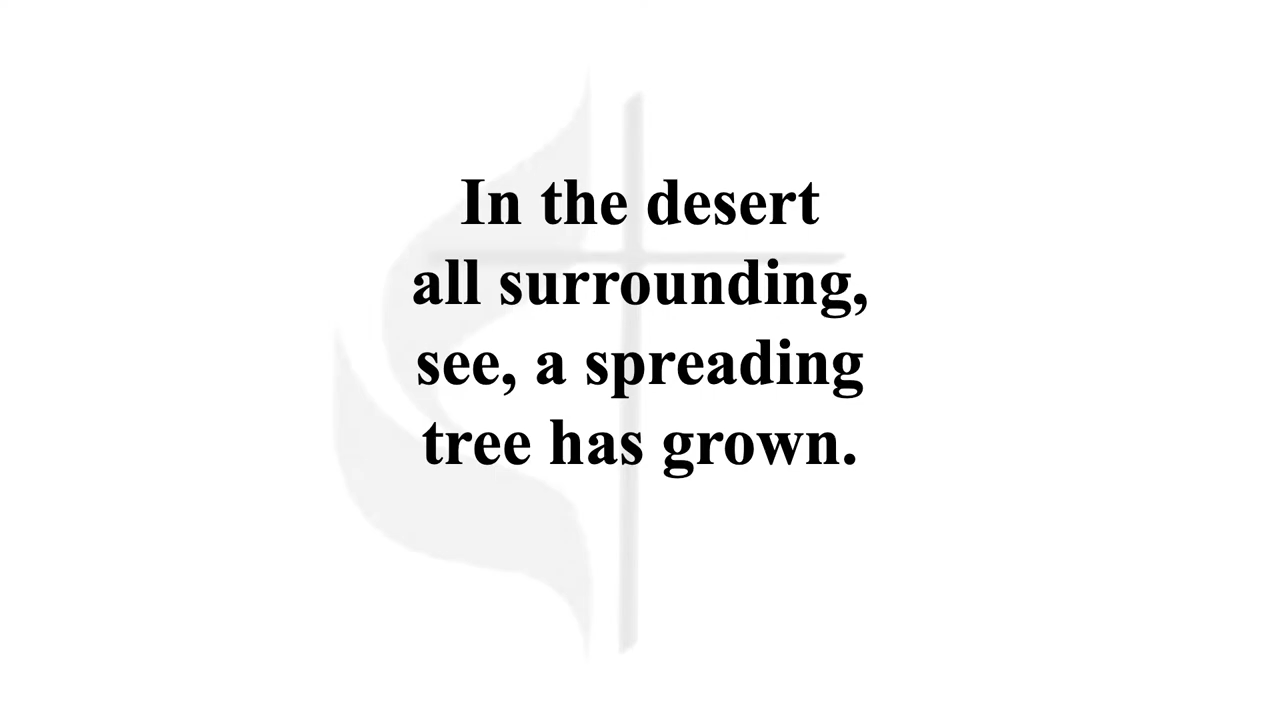 In the desert
all surrounding,
see, a spreading
tree has grown.